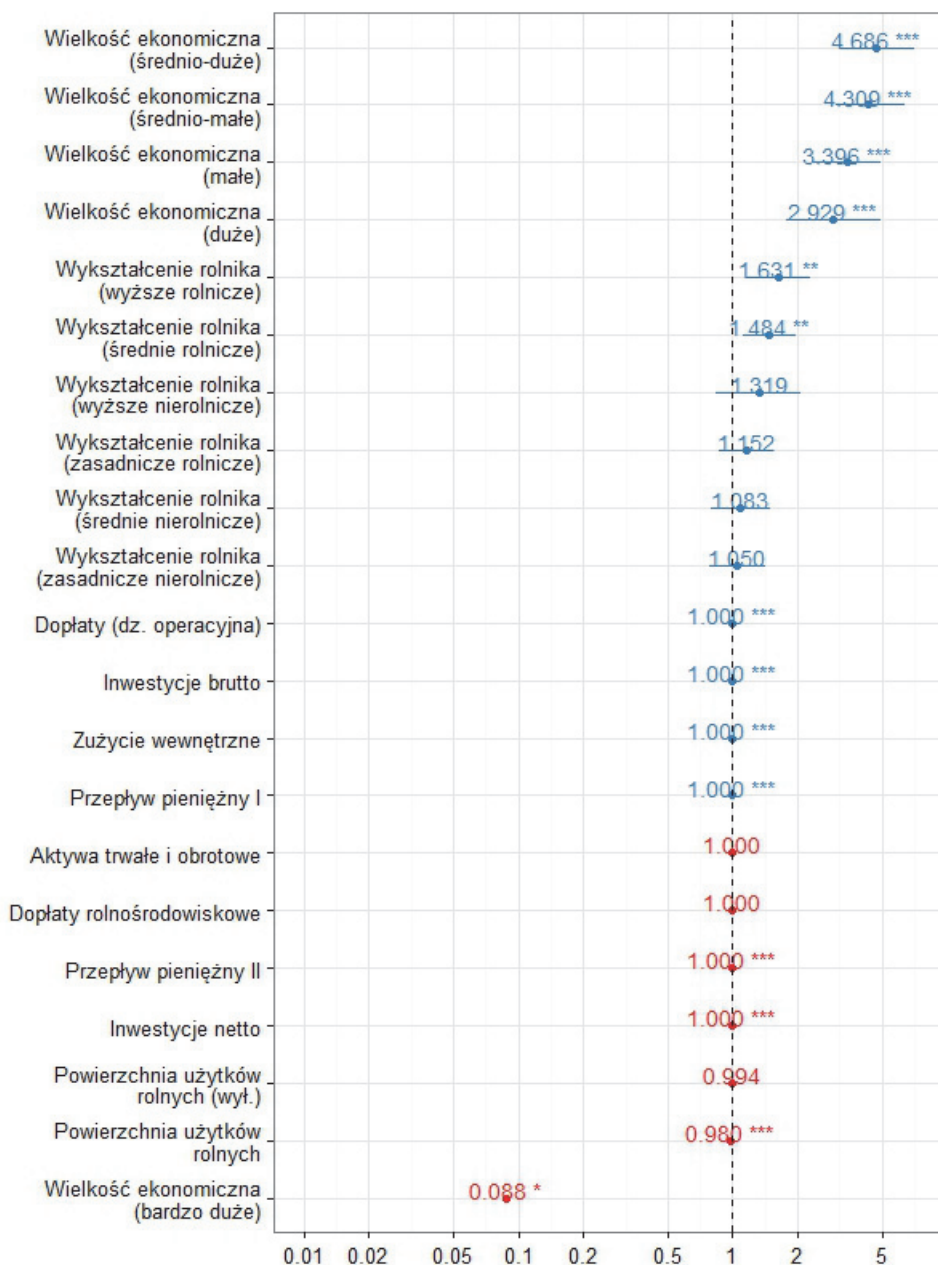 Wielkość ekonomiczna
(średnio-duże)
4.686 ***
Wielkość ekonomiczna
(średnio-małe)
4.309 ***
Wielkość ekonomiczna
(małe)
3.396 ***
Wielkość ekonomiczna
(duże)
2.929 ***
Wykształcenie rolnika
(wyższe rolnicze)
1.631 **
Wykształcenie rolnika
(średnie rolnicze)
1.484 **
Wykształcenie rolnika
(wyższe nierolnicze)
1.319
Wykształcenie rolnika
(zasadnicze rolnicze)
1.152
Wykształcenie rolnika
(średnie nierolnicze)
1.083
Wykształcenie rolnika
(zasadnicze nierolnicze)
1.050
Dopłaty (dz. operacyjna)
1.000 ***
Inwestycje brutto
1.000 ***
Zużycie wewnętrzne
1.000 ***
Przepływ pieniężny I
1.000 ***
Aktywa trwałe i obrotowe
1.000
Dopłaty rolnośrodowiskowe
1.000
Przepływ pieniężny II
1.000 ***
Inwestycje netto
1.000 ***
Powierzchnia użytków
rolnych (wył.)
0.994
Powierzchnia użytków
rolnych
0.980 ***
Wielkość ekonomiczna
(bardzo duże)
0.088 *
0.01 0.02 0.05 0.1 0.2 0.5 1 2 5